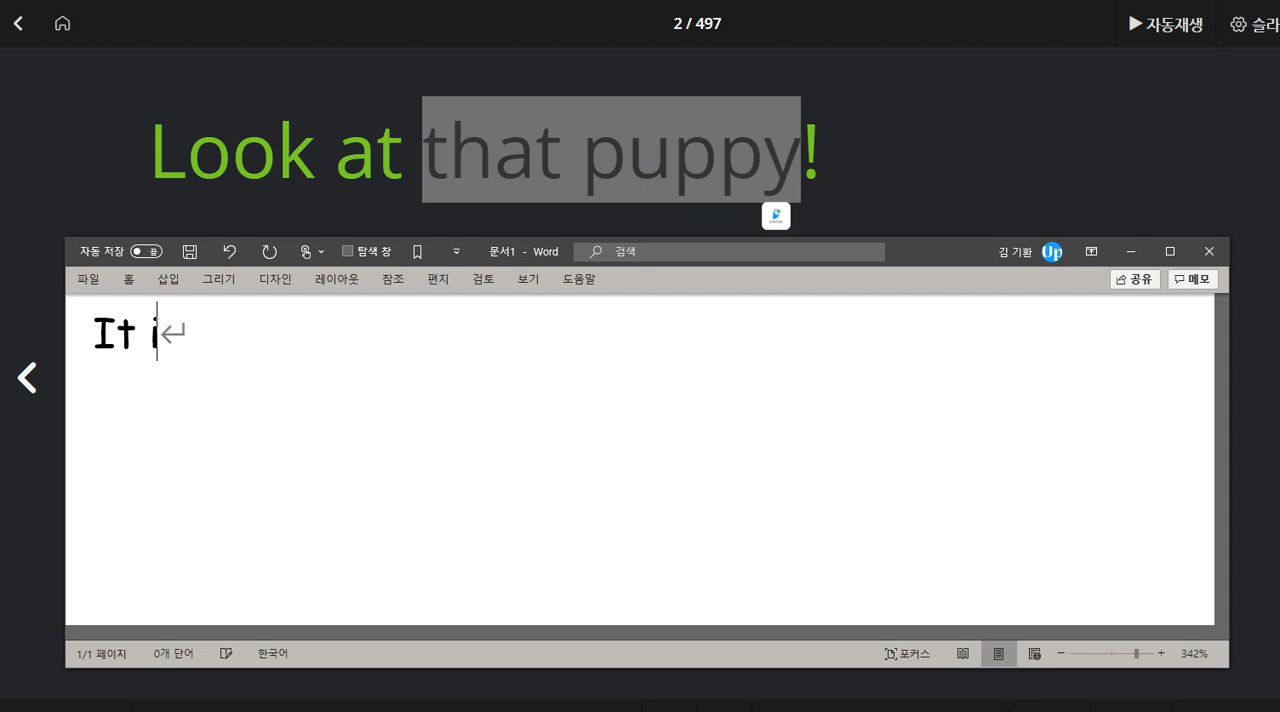 2 / 497
자동재생
슬라
Look at that puppy!
자동 저장
끔
탐색 창
문서1 - Word
검색
김 기환
Up
파일 홈 삽입 그리기 디자인 레이아웃 참조 편지 검토 보기 도움말
공유
메모
It i
1/1 페이지 0개 단어 한국어
포커스
342%